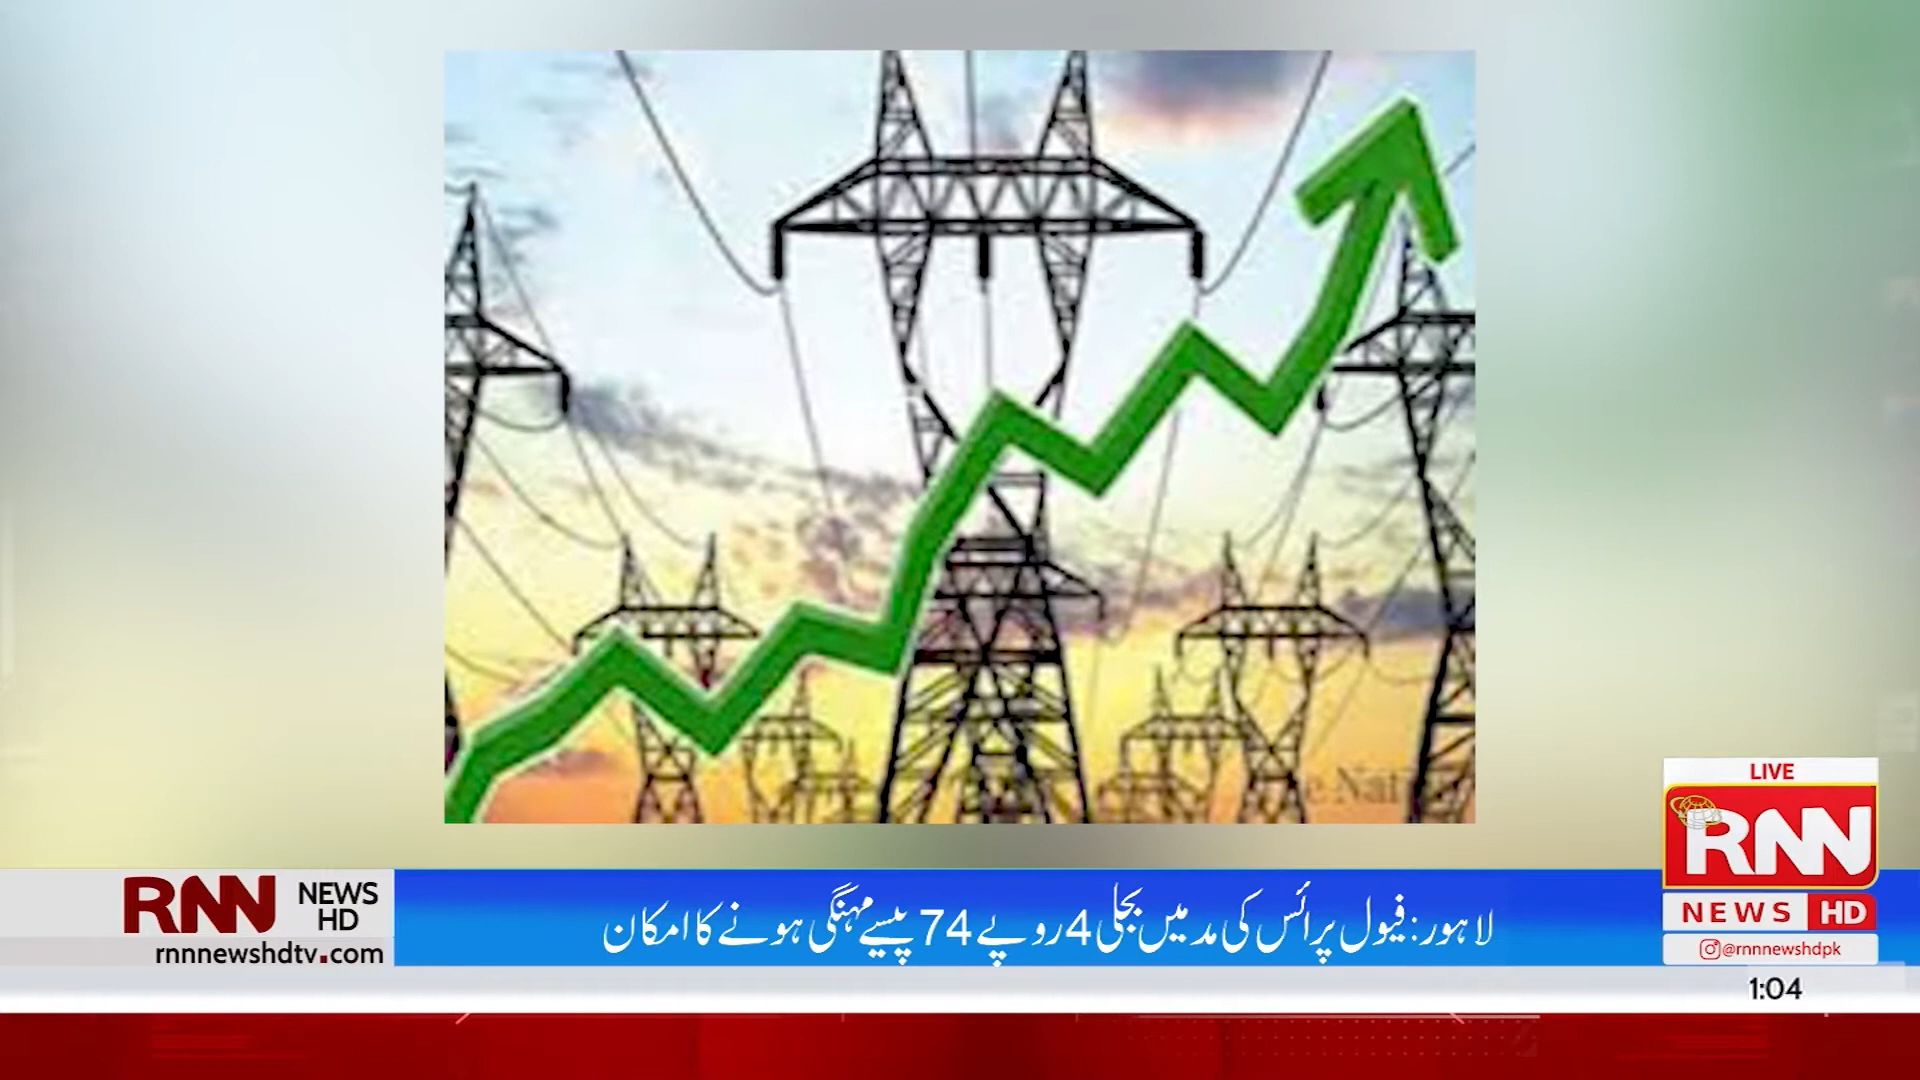 e Nat
LIVE
RNN
NEWS HD
@rnnnewshdpk
RNN NEWS HD
rnnnewshdtv.com
لاہور: فیول پرائس کی مد میں بجلی 4 روپے 74 پیسے مہنگی ہونے کا امکان
1:04